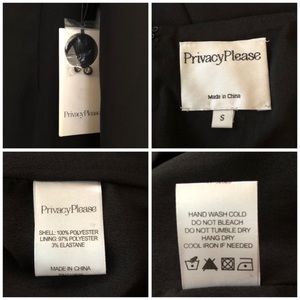 PrivacyPlease
PrivacyPlease
Made in China
S
PrivacyPlease
SHELL: 100% POLYESTER
LINING: 97% POLYESTER
3% ELASTANE
MADE IN CHINA
HAND WASH COLD
DO NOT BLEACH
DO NOT TUMBLE DRY
HANG DRY
COOL IRON IF NEEDED